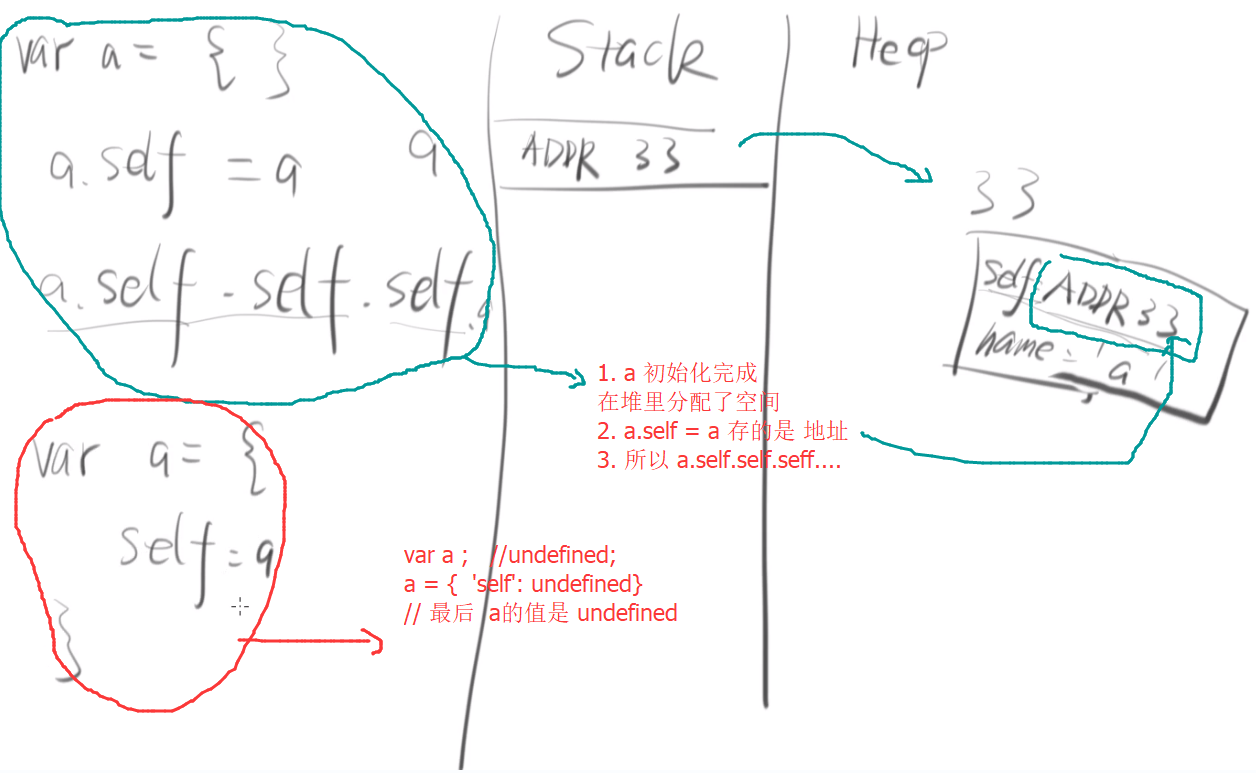 var a = { }
a.self = a
a.self.self.self.
Stack
a
ADDR 33
Heap
33
self: ADDR 33
name = 'a'
1. a 初始化完成
在堆里分配了空间
2. a.self = a 存的是 地址
3. 所以 a.self.self.seff....
var a = {
self = a
}
var a ; //undefined;
a = { 'self': undefined}
// 最后 a的值是 undefined